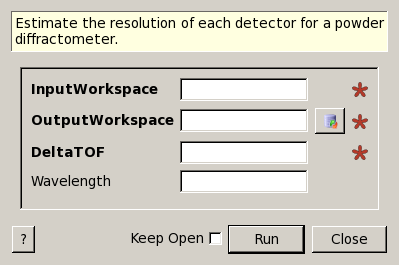 Estimate the resolution of each detector for a powder
diffractometer.
InputWorkspace
OutputWorkspace
DeltaTOF
Wavelength
? Keep Open Run Close